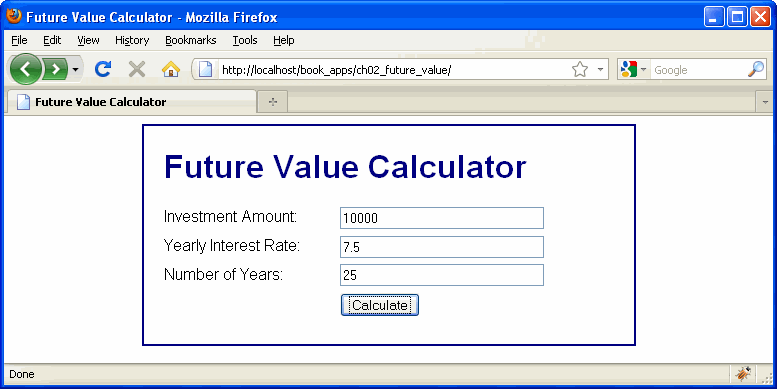 Future Value Calculator - Mozilla Firefox
File Edit View History Bookmarks Tools Help
http://localhost/book_apps/ch02_future_value/ Google
Future Value Calculator
Future Value Calculator
Investment Amount: 10000
Yearly Interest Rate: 7.5
Number of Years: 25
Calculate
Done